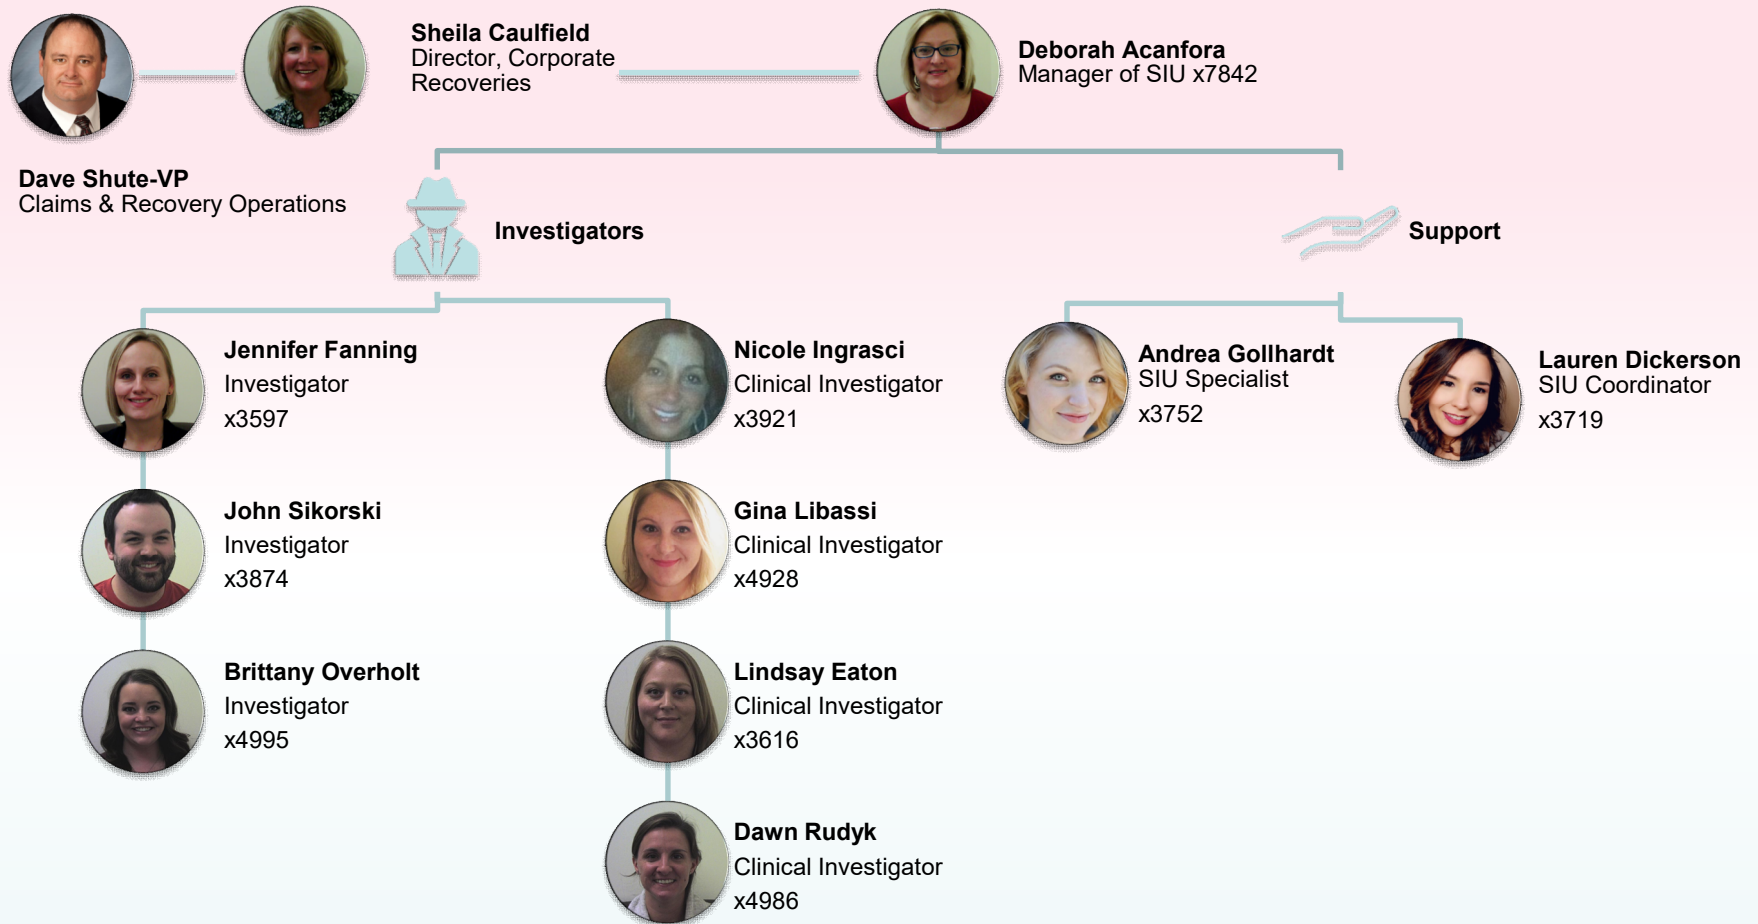 Sheila Caulfield
Director, Corporate
Recoveries
Deborah Acanfora
Manager of SIU x7842
Dave Shute-VP
Claims & Recovery Operations
Investigators
Support
Jennifer Fanning
Investigator
x3597
Nicole Ingrasci
Clinical Investigator
x3921
Andrea Gollhardt
SIU Specialist
x3752
Lauren Dickerson
SIU Coordinator
x3719
John Sikorski
Investigator
x3874
Gina Libassi
Clinical Investigator
x4928
Brittany Overholt
Investigator
x4995
Lindsay Eaton
Clinical Investigator
x3616
Dawn Rudyk
Clinical Investigator
x4986